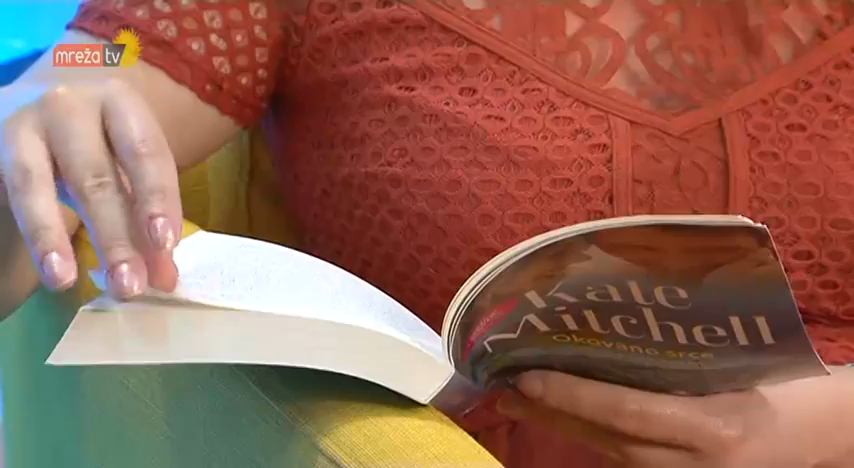 mreža tv
Kate
Mitchell
Okovano srce